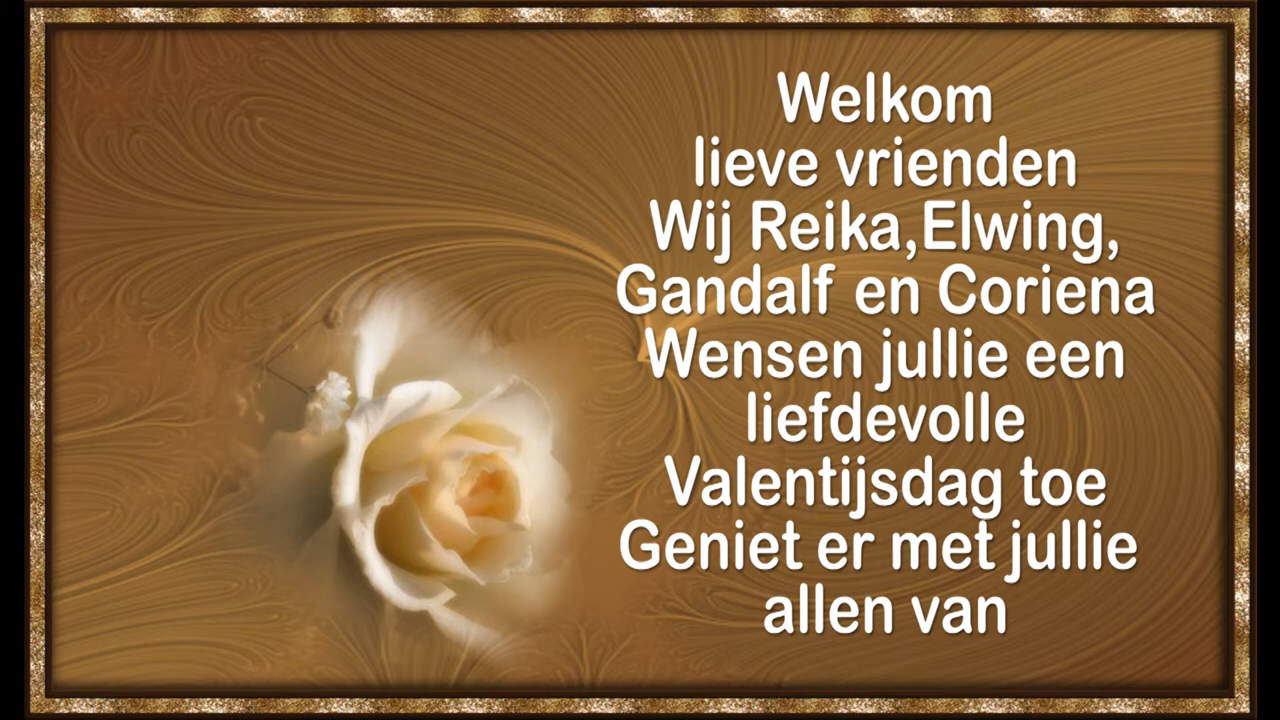 Welkom
lieve vrienden
Wij Reika,Elwing,
Gandalf en Coriena
Wensen jullie een
liefdevolle
Valentijsdag toe
Geniet er met jullie
allen van